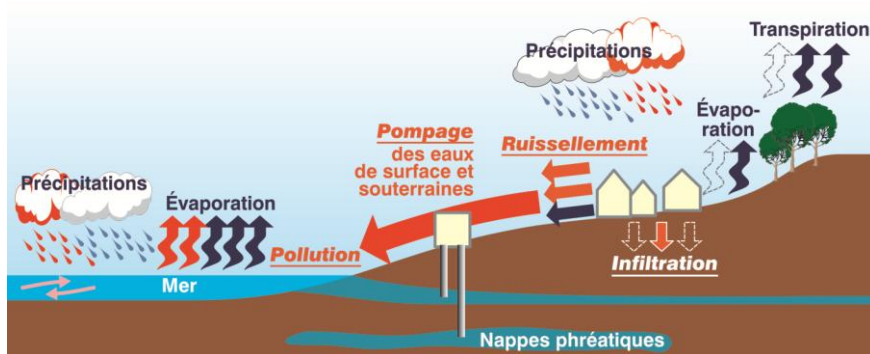 Transpiration
Précipitations
Évapo-
ration
Pompage
des eaux
de surface et
souterraines
Ruissellement
Précipitations
Évaporation
Pollution
Infiltration
Mer
Nappes phréatiques